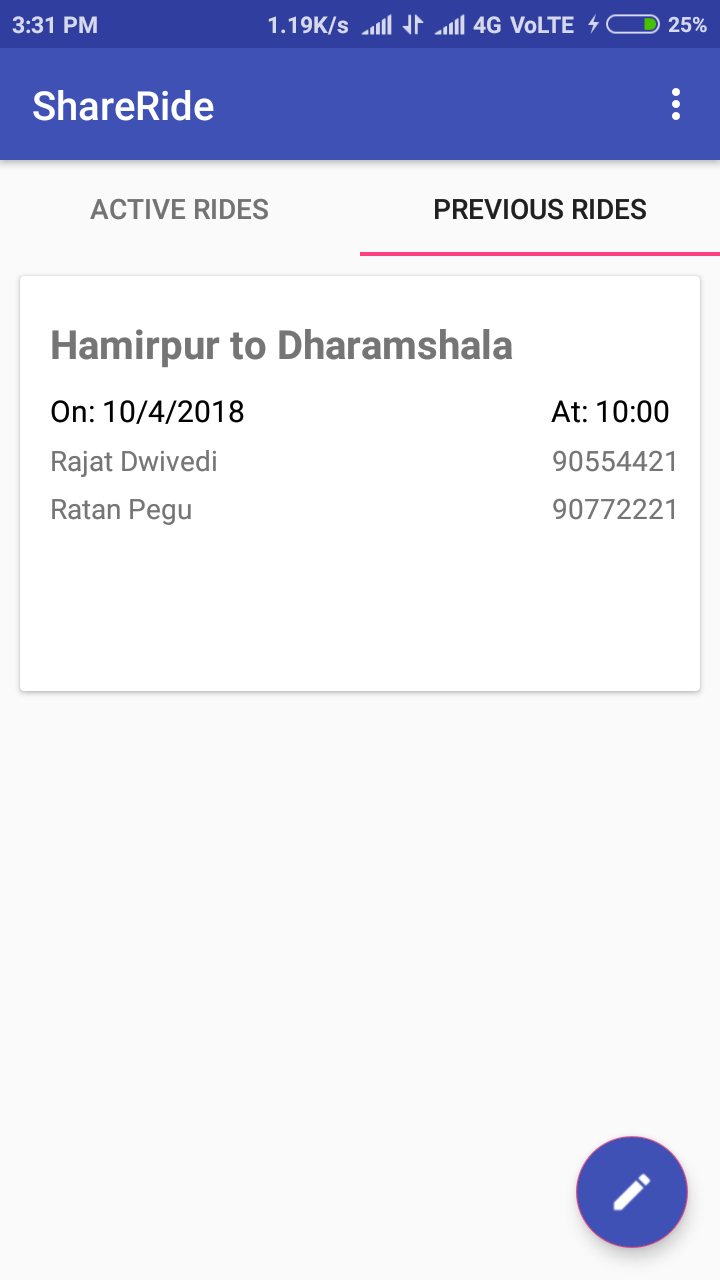 3:31 PM 1.19K/s 4G VoLTE 25%
ShareRide
ACTIVE RIDES PREVIOUS RIDES
Hamirpur to Dharamshala
On: 10/4/2018 At: 10:00
Rajat Dwivedi 90554421
Ratan Pegu 90772221